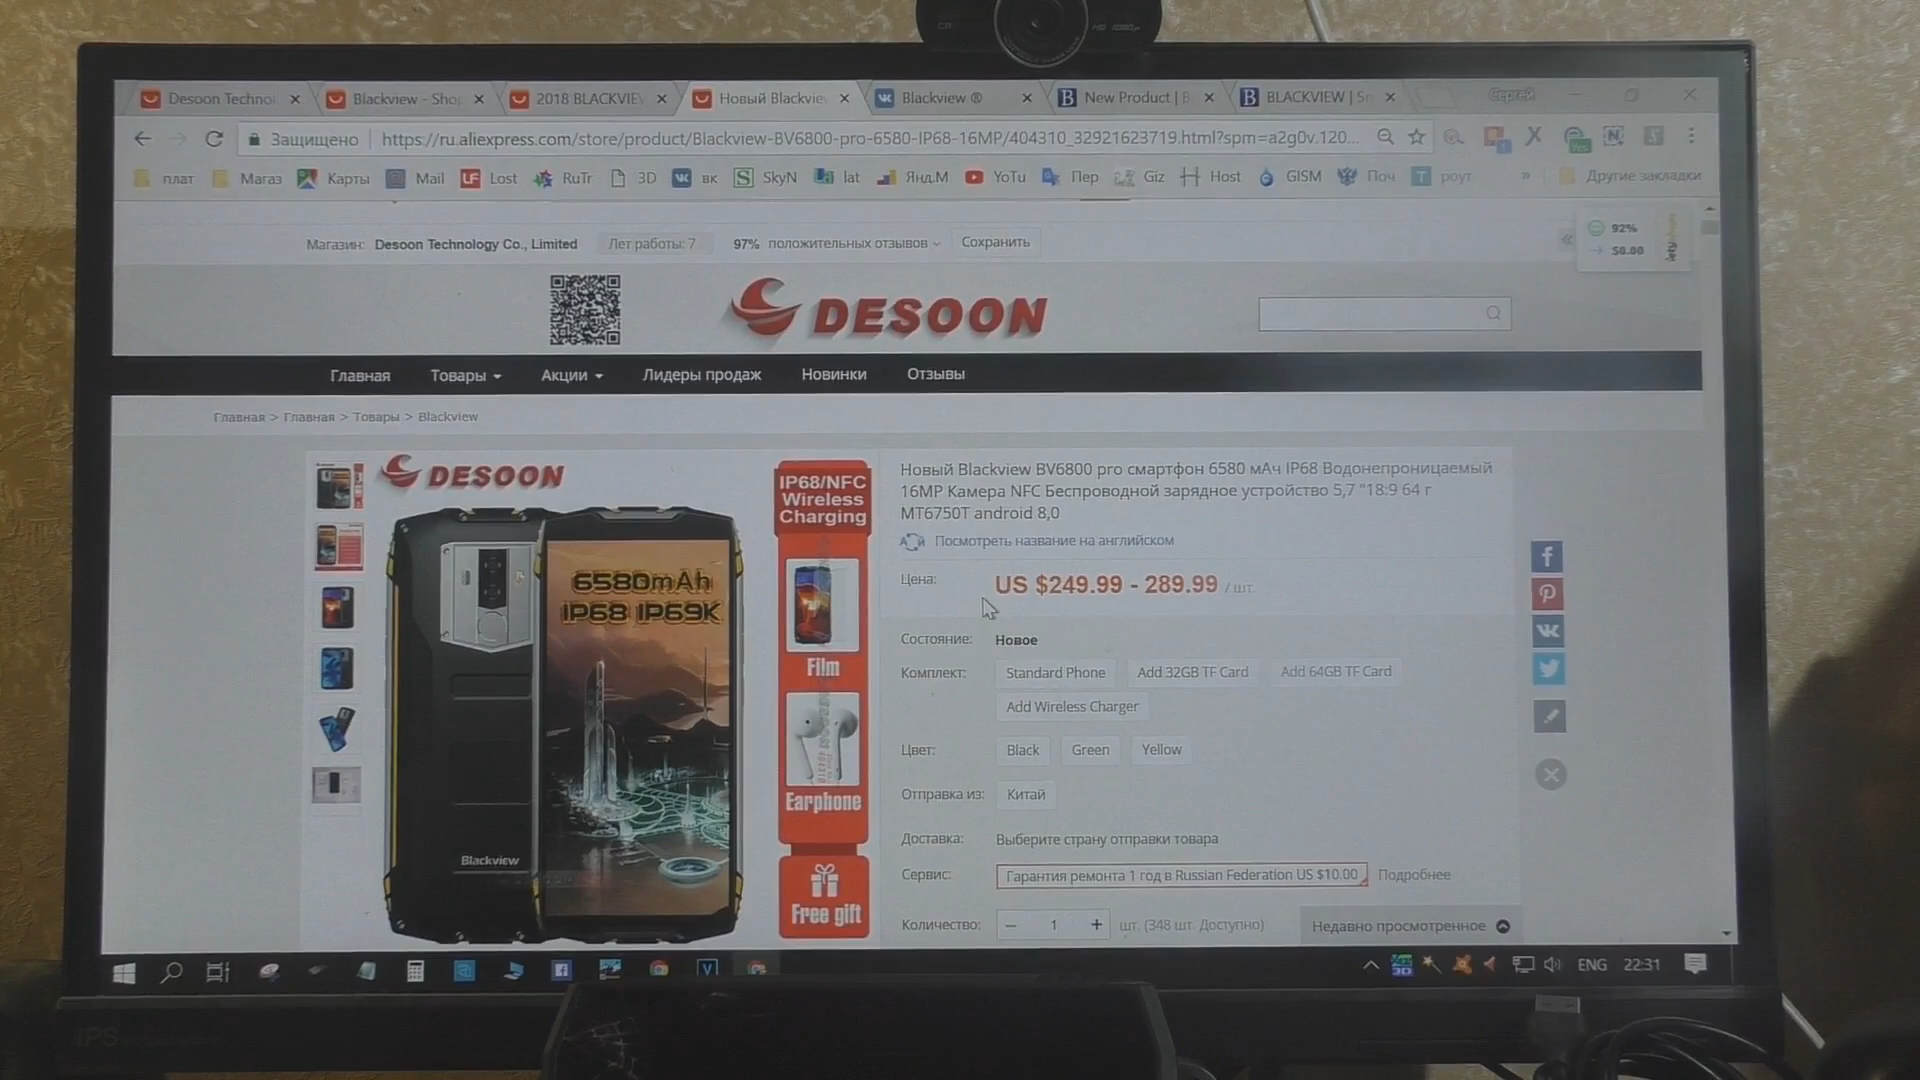 HD 1080p
Desoon Technol
Blackview - Shop
2018 BLACKVIEW
Новый Blackview
Blackview ®
New Product | B
BLACKVIEW | Sm
Сергей
Защищено
https://ru.aliexpress.com/store/product/Blackview-BV6800-pro-6580-IP68-16MP/404310_32921623719.html?spm=a2g0v.120...
плат Магаз Карты Mail Lost RuTr 3D вк SkyN lat Янд.М YoTu Пер Giz Host GISM Поч роут » Другие закладки
Магазин: Desoon Technology Co., Limited Лет работы: 7 97% положительных отзывов Сохранить
92%
$0.00
DESOON
Главная Товары Акции Лидеры продаж Новинки Отзывы
Главная > Главная > Товары > Blackview
DESOON
IP68/NFC
Wireless
Charging
6580mAh
IP68 IP69K
Film
Earphone
Free gift
Blackview
Новый Blackview BV6800 pro смартфон 6580 мАч IP68 Водонепроницаемый
16MP Камера NFC Беспроводной зарядное устройство 5,7 "18:9 64 г
MT6750T android 8,0
Посмотреть название на английском
Цена: US $249.99 - 289.99 / шт.
Состояние: Новое
Комплект: Standard Phone Add 32GB TF Card Add 64GB TF Card
Add Wireless Charger
Цвет: Black Green Yellow
Отправка из: Китай
Доставка: Выберите страну отправки товара
Сервис: Гарантия ремонта 1 год в Russian Federation US $10.00 Подробнее
Количество: – 1 + шт. (348 шт. Доступно)
Недавно просмотренное
ENG 22:31
IPS